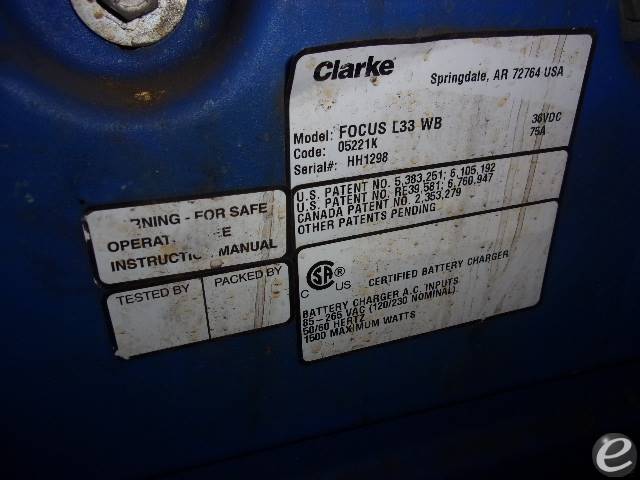 Clarke
Springdale, AR 72764 USA
Model: FOCUS L33 WB
36VDC
Code: 05221K
75A
Serial#: HH1298
U.S. PATENT NO. 5,383,251; 6,105,192
U.S. PATENT NO. RE39,581; 6,760,947
CANADA PATENT NO. 2,353,279
OTHER PATENTS PENDING
RNING - FOR SAFE
OPERAT EE
INSTRUCTI MANUAL
TESTED BY
PACKED BY
CSA ®
C US
CERTIFIED BATTERY CHARGER
BATTERY CHARGER A.C. INPUTS
85-265 VAC (120/230 NOMINAL)
50/60 HERTZ
1500 MAXIMUM WATTS
e